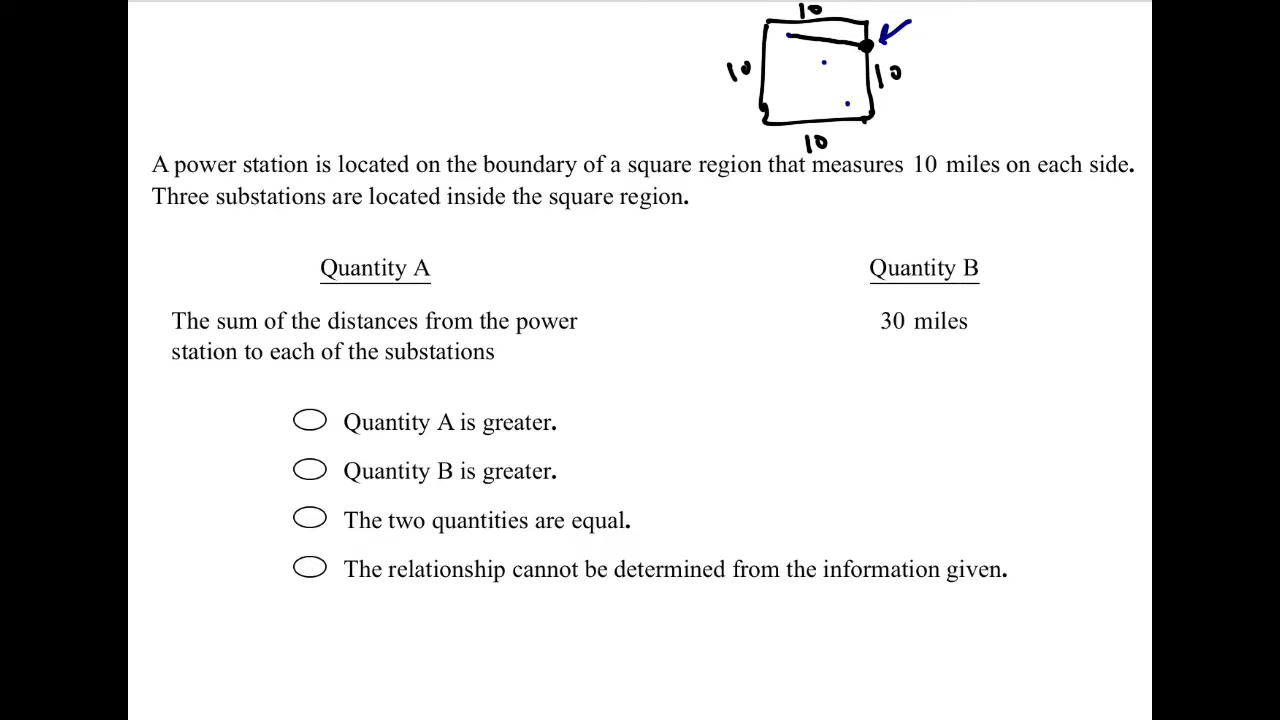 10
10
10
10
A power station is located on the boundary of a square region that measures 10 miles on each side.
Three substations are located inside the square region.
Quantity A
Quantity B
The sum of the distances from the power
station to each of the substations
30 miles
Quantity A is greater.
Quantity B is greater.
The two quantities are equal.
The relationship cannot be determined from the information given.